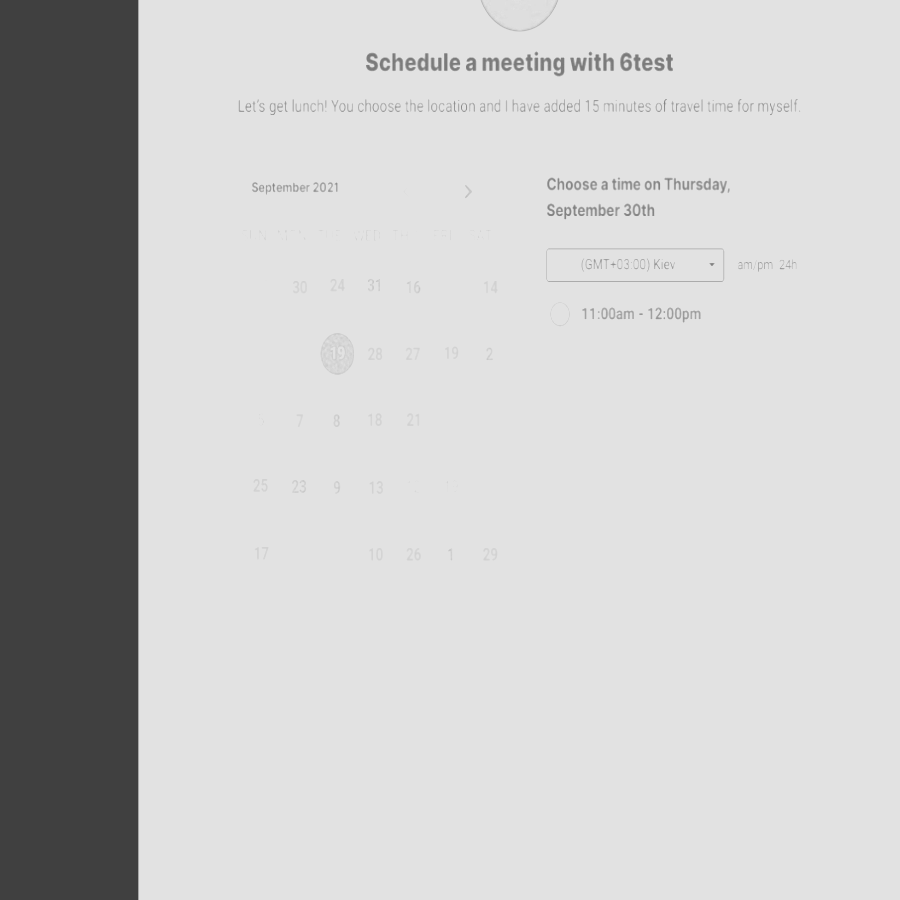 Schedule a meeting with 6test
Let's get lunch! You choose the location and I have added 15 minutes of travel time for myself.
September 2021
30 24 31 16 14
19 28 27 19 2
7 8 18 21
25 23 9 13
17 10 26 1 29
Choose a time on Thursday,
September 30th
(GMT+03:00) Kiev am/pm 24h
11:00am - 12:00pm